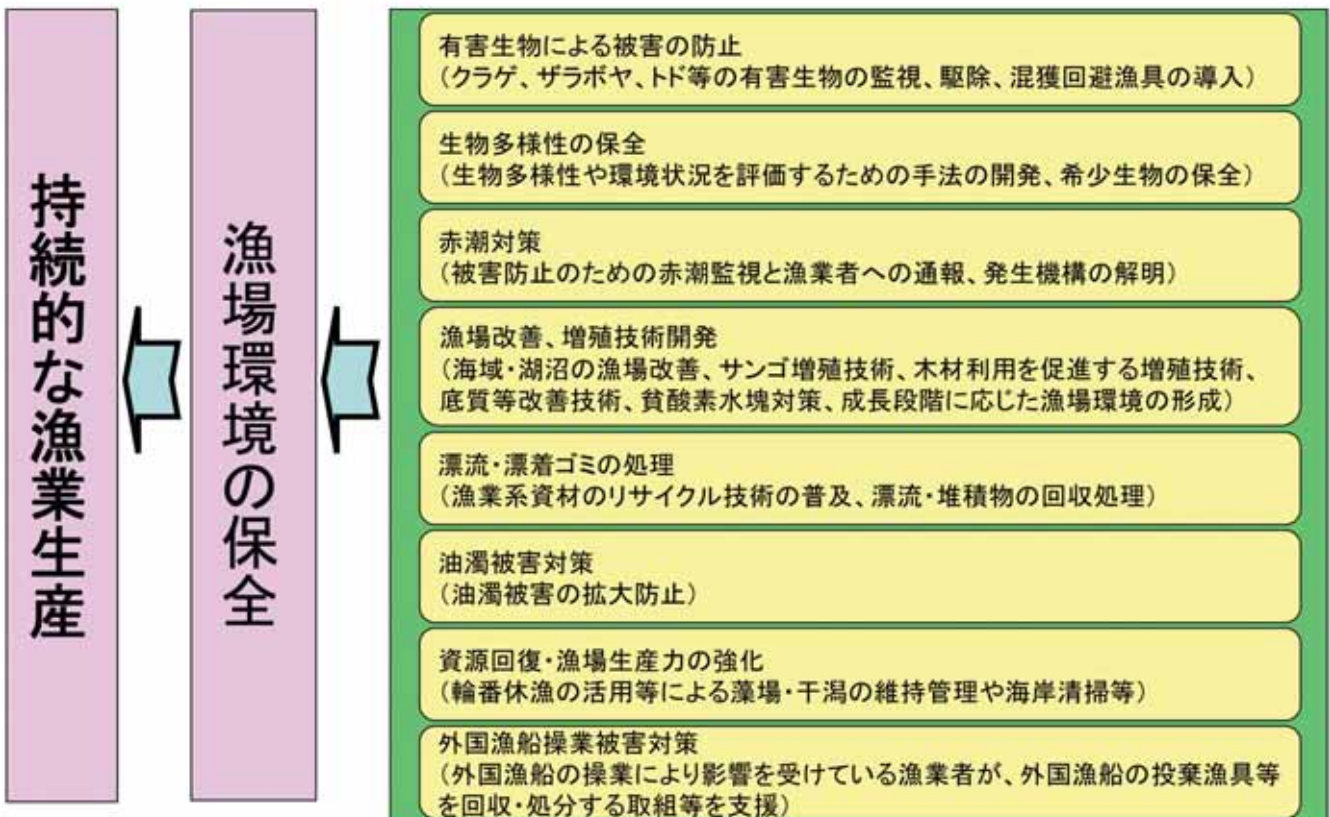 持続的な漁業生産
漁場環境の保全
有害生物による被害の防止
(クラゲ、ザラボヤ、トド等の有害生物の監視、駆除、混獲回避漁具の導入)
生物多様性の保全
(生物多様性や環境状況を評価するための手法の開発、希少生物の保全)
赤潮対策
(被害防止のための赤潮監視と漁業者への通報、発生機構の解明)
漁場改善、増殖技術開発
(海域・湖沼の漁場改善、サンゴ増殖技術、木材利用を促進する増殖技術、
底質等改善技術、貧酸素水塊対策、成長段階に応じた漁場環境の形成)
漂流・漂着ゴミの処理
(漁業系資材のリサイクル技術の普及、漂流・堆積物の回収処理)
油濁被害対策
(油濁被害の拡大防止)
資源回復・漁場生産力の強化
(輪番休漁の活用等による藻場・干潟の維持管理や海岸清掃等)
外国漁船操業被害対策
(外国漁船の操業により影響を受けている漁業者が、外国漁船の投棄漁具等
を回収・処分する取組等を支援)